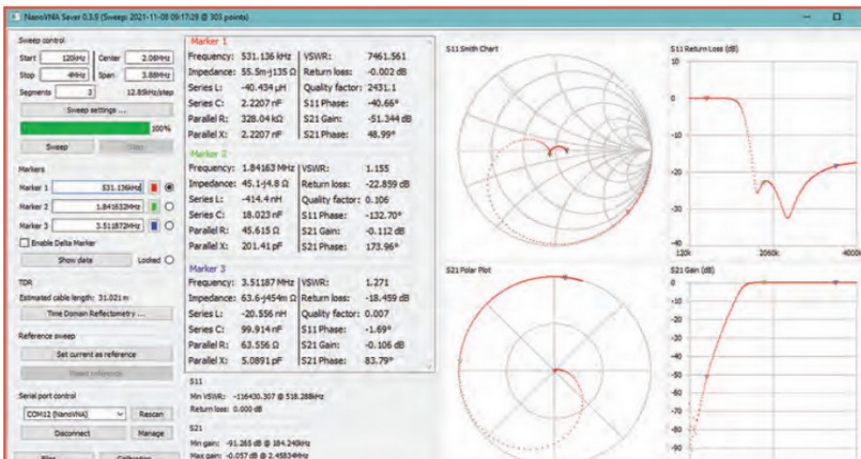 NanoVNA Saver 0.3.9 (Sweep: 2021-11-08 09:17:29 @ 303 points)
Sweep control
Start 120kHz Center 2.06MHz
Stop 4MHz Span 3.88MHz
Segments 3 12.85kHz/step
Sweep settings ...
100%
Sweep Stop
Markers
Marker 1 531.136kHz
Marker 2 1.841632MHz
Marker 3 3.511872MHz
Enable Delta Marker
Show data Locked
TDR
Estimated cable length: 31.021 m
Time Domain Reflectometry ...
Reference sweep
Set current as reference
Reset reference
Serial port control
COM12 (NanoVNA) Rescan
Disconnect Manage
Files Calibration
Marker 1
Frequency: 531.136 kHz VSWR: 7461.561
Impedance: 55.5m-j135 Ω Return loss: -0.002 dB
Series L: -40.434 µH Quality factor: 2431.1
Series C: 2.2207 nF S11 Phase: -40.66°
Parallel R: 328.04 kΩ S21 Gain: -51.344 dB
Parallel X: 2.2207 nF S21 Phase: 48.99°
Marker 2
Frequency: 1.84163 MHz VSWR: 1.155
Impedance: 45.1-j4.8 Ω Return loss: -22.859 dB
Series L: -414.4 nH Quality factor: 0.106
Series C: 18.023 nF S11 Phase: -132.70°
Parallel R: 45.615 Ω S21 Gain: -0.112 dB
Parallel X: 201.41 pF S21 Phase: 173.96°
Marker 3
Frequency: 3.51187 MHz VSWR: 1.271
Impedance: 63.6-j454m Ω Return loss: -18.459 dB
Series L: -20.556 nH Quality factor: 0.007
Series C: 99.914 nF S11 Phase: -1.69°
Parallel R: 63.556 Ω S21 Gain: -0.106 dB
Parallel X: 5.0891 pF S21 Phase: 83.79°
S11
Min VSWR: -116430.307 @ 518.288kHz
Return loss: 0.000 dB
S21
Min gain: -91.265 dB @ 184.240kHz
Max gain: -0.057 dB @ 2.45834MHz
S11 Smith Chart
S11 Return Loss (dB)
10
0
-10
-20
-30
-40
120k 2060k 4000k
S21 Polar Plot
S21 Gain (dB)
0
-10
-20
-30
-40
-50
-60
-70
-80
-90